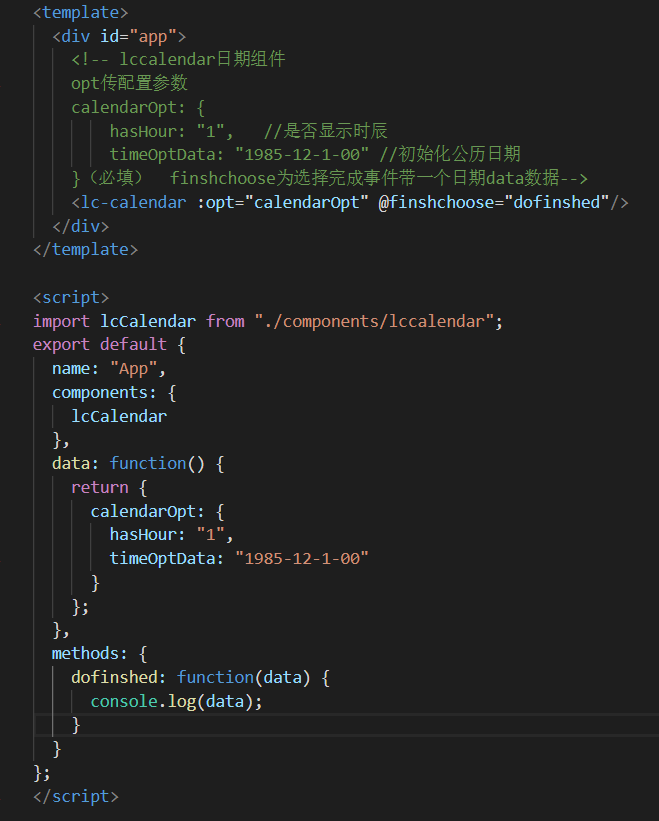 <template>
  <div id="app">
    <!-- lccalendar日期组件
    opt传配置参数
    calendarOpt: {
        hasHour: "1",   //是否显示时辰
        timeOptData: "1985-12-1-00" //初始化公历日期
    }（必填）  finshchoose为选择完成事件带一个日期data数据-->
    <lc-calendar :opt="calendarOpt" @finshchoose="dofinshed"/>
  </div>
</template>

<script>
import lcCalendar from "./components/lccalendar";
export default {
  name: "App",
  components: {
    lcCalendar
  },
  data: function() {
    return {
      calendarOpt: {
        hasHour: "1",
        timeOptData: "1985-12-1-00"
      }
    };
  },
  methods: {
    dofinshed: function(data) {
      console.log(data);
    }
  }
};
</script>